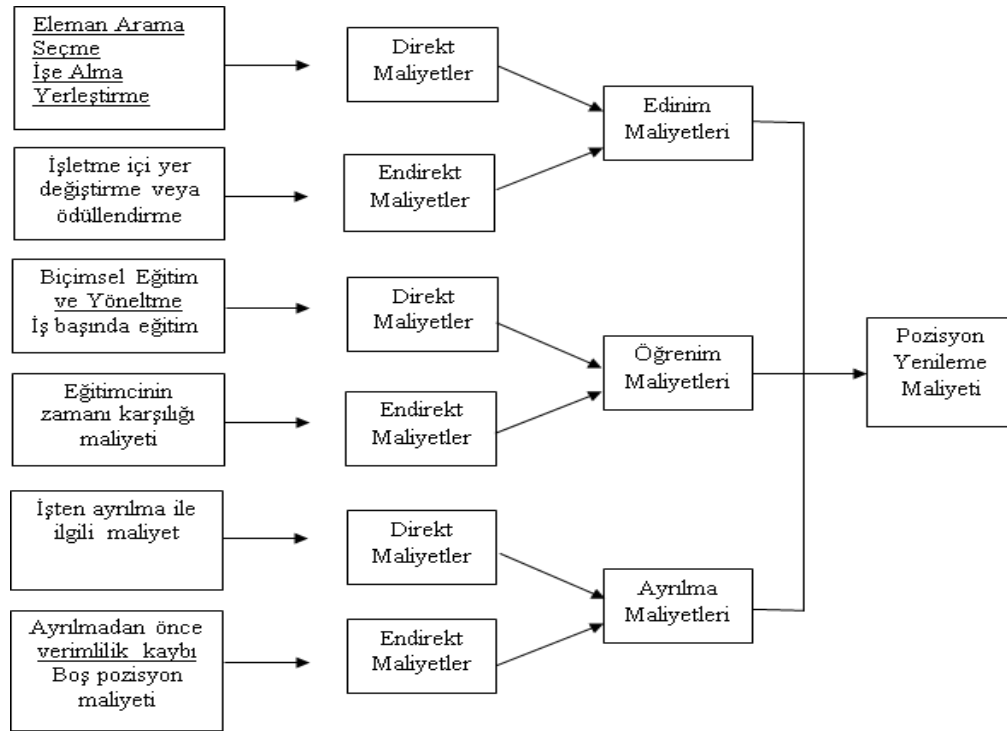 Eleman Arama
Seçme
İşe Alma
Yerleştirme
Direkt
Maliyetler
Edinim
Maliyetleri
İşletme içi yer
değiştirme veya
ödüllendirme
Endirekt
Maliyetler
Biçimsel Eğitim
ve Yöneltme
İş başında eğitim
Direkt
Maliyetler
Öğrenim
Maliyetleri
Pozisyon
Yenileme
Maliyeti
Eğitimcinin
zamanı karşılığı
maliyeti
Endirekt
Maliyetler
İşten ayrılma ile
ilgili maliyet
Direkt
Maliyetler
Ayrılma
Maliyetleri
Ayrılmadan önce
verimlilik kaybı
Boş pozisyon
maliyeti
Endirekt
Maliyetler